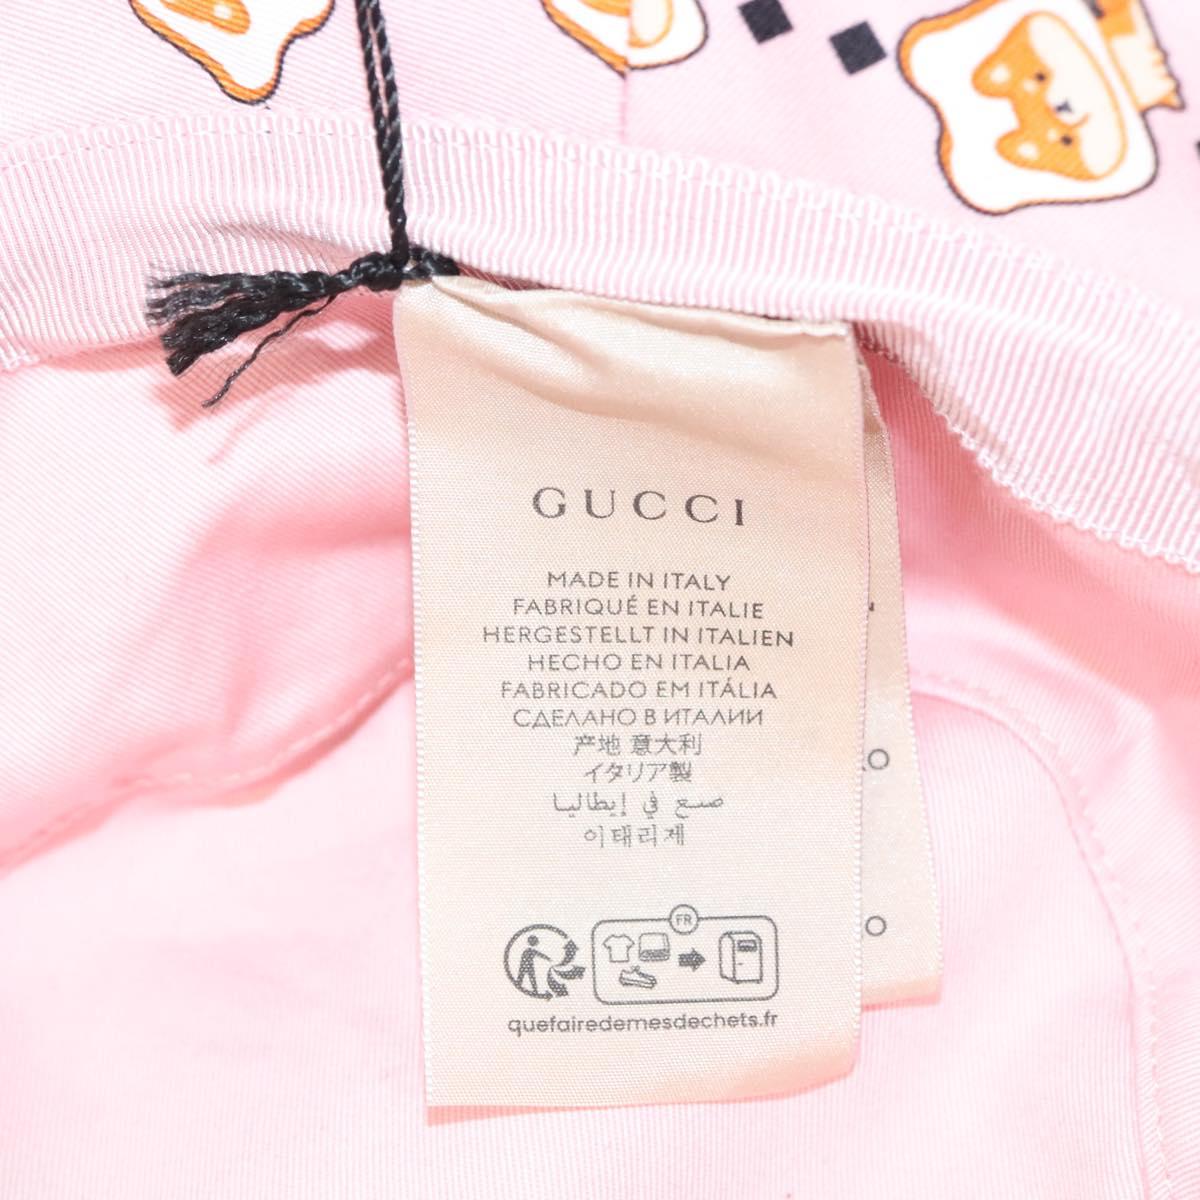 GUCCI
MADE IN ITALY
FABRIQUÉ EN ITALIE
HERGESTELLT IN ITALIEN
HECHO EN ITALIA
FABRICADO EM ITÁLIA
СДЕЛАНО В ИТАЛИИ
产地 意大利
イタリア製
صنع في إيطاليا
이태리제
FR
quefairedemesdechets.fr